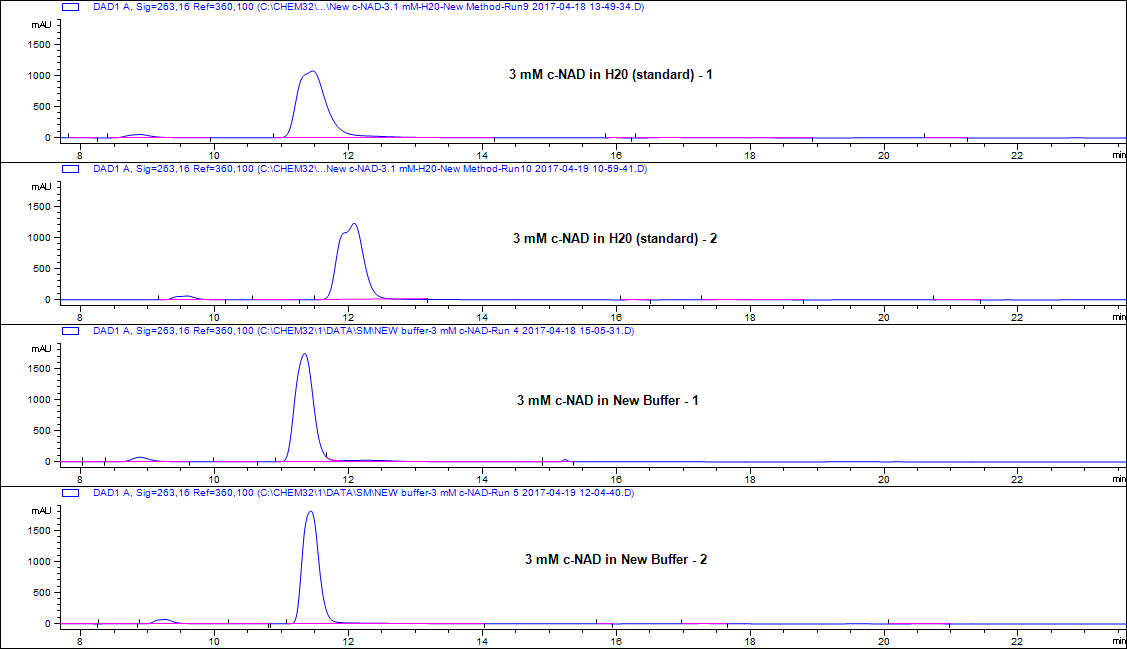 DAD1 A, Sig=263,16 Ref=360,100 (C:\CHEM32\...\New c-NAD-3.1 mM-H20-New Method-Run9 2017-04-18 13-49-34.D)
mAU
1500
1000
500
0
8 10 12 14 16 18 20 22 min
3 mM c-NAD in H20 (standard) - 1
DAD1 A, Sig=263,16 Ref=360,100 (C:\CHEM32\...New c-NAD-3.1 mM-H20-New Method-Run10 2017-04-19 10-59-41.D)
mAU
1500
1000
500
0
8 10 12 14 16 18 20 22 min
3 mM c-NAD in H20 (standard) - 2
DAD1 A, Sig=263,16 Ref=360,100 (C:\CHEM32\1\DATA\SM\NEW buffer-3 mM c-NAD-Run 4 2017-04-18 15-05-31.D)
mAU
1500
1000
500
0
8 10 12 14 16 18 20 22 min
3 mM c-NAD in New Buffer - 1
DAD1 A, Sig=263,16 Ref=360,100 (C:\CHEM32\1\DATA\SM\NEW buffer-3 mM c-NAD-Run 5 2017-04-19 12-04-40.D)
mAU
1500
1000
500
0
8 10 12 14 16 18 20 22 min
3 mM c-NAD in New Buffer - 2